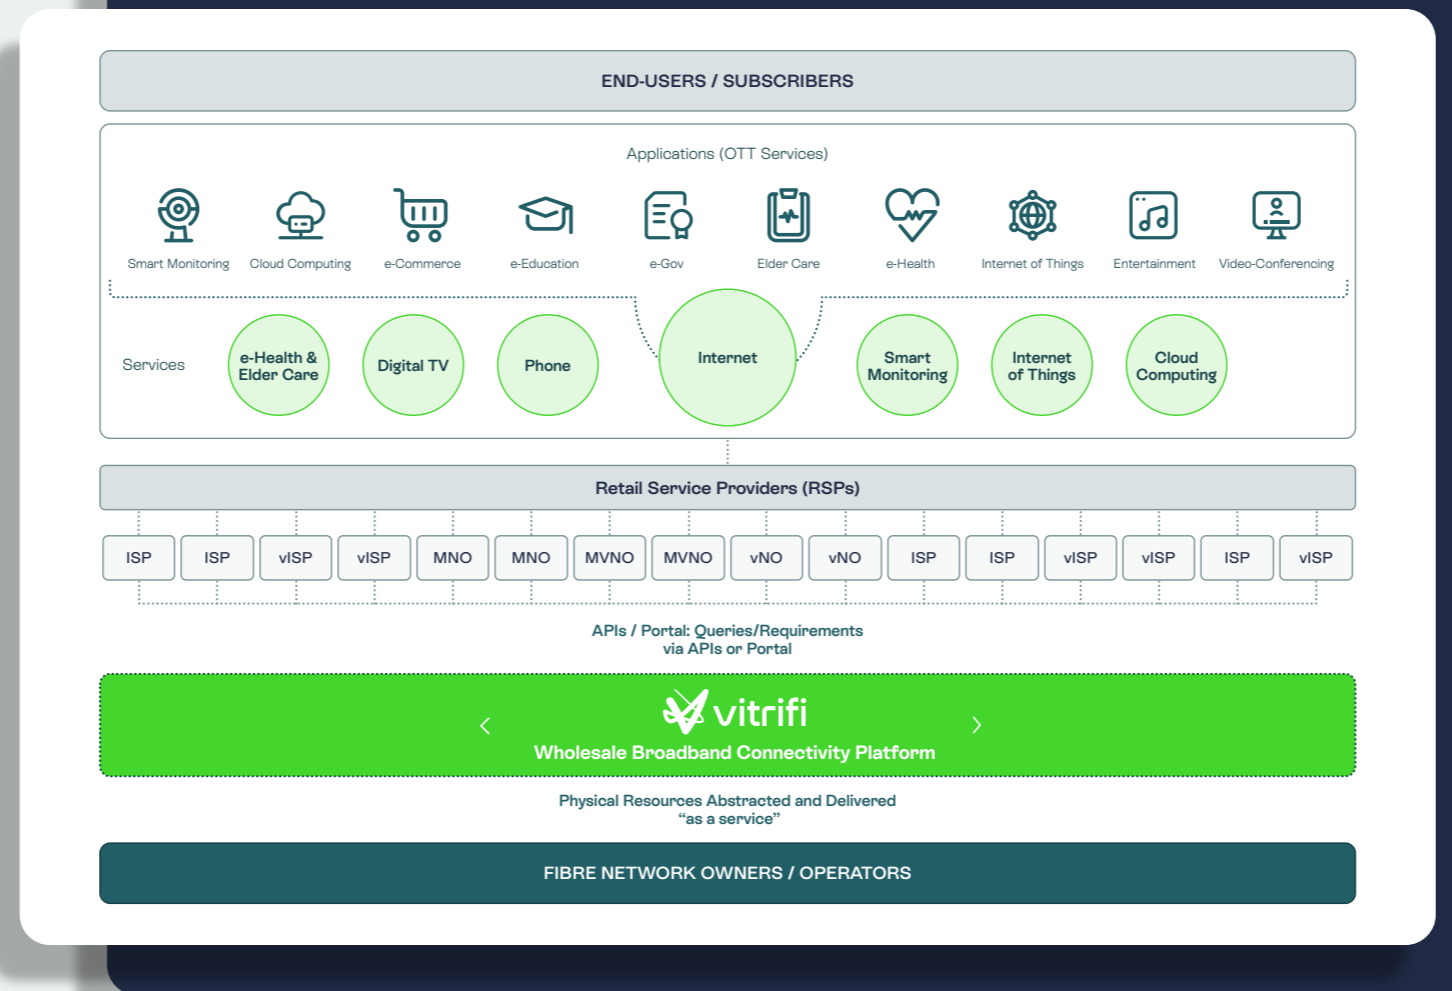 END-USERS / SUBSCRIBERS
Applications (OTT Services)
Smart Monitoring Cloud Computing e-Commerce e-Education e-Gov Elder Care e-Health Internet of Things Entertainment Video-Conferencing
Services
e-Health &
Elder Care
Digital TV
Phone
Internet
Smart
Monitoring
Internet
of Things
Cloud
Computing
Retail Service Providers (RSPs)
ISP ISP vISP vISP MNO MNO MVNO MVNO vNO vNO ISP ISP vISP vISP ISP vISP
APIs / Portal: Queries/Requirements
via APIs or Portal
vitrifi
Wholesale Broadband Connectivity Platform
Physical Resources Abstracted and Delivered
“as a service”
FIBRE NETWORK OWNERS / OPERATORS